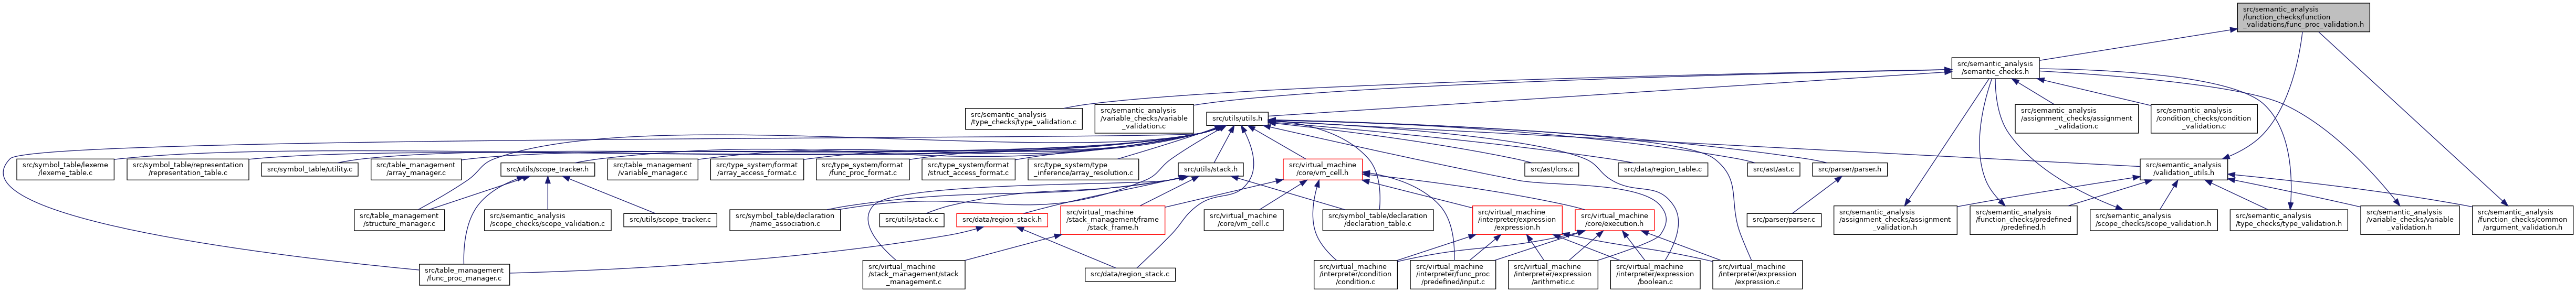 src/semantic_analysis
/function_checks/function
_validations/func_proc_validation.h
src/semantic_analysis
/semantic_checks.h
src/semantic_analysis
/type_checks/type_validation.c
src/semantic_analysis
/variable_checks/variable
_validation.c
src/utils/utils.h
src/semantic_analysis
/assignment_checks/assignment
_validation.c
src/semantic_analysis
/condition_checks/condition
_validation.c
src/symbol_table/lexeme
/lexeme_table.c
src/symbol_table/representation
/representation_table.c
src/symbol_table/utility.c
src/table_management
/array_manager.c
src/utils/scope_tracker.h
src/table_management
/variable_manager.c
src/type_system/format
/array_access_format.c
src/type_system/format
/func_proc_format.c
src/type_system/format
/struct_access_format.c
src/type_system/type
_inference/array_resolution.c
src/utils/stack.h
src/virtual_machine
/core/vm_cell.h
src/ast/lcrs.c
src/data/region_table.c
src/ast/ast.c
src/parser/parser.h
src/semantic_analysis
/validation_utils.h
src/table_management
/structure_manager.c
src/semantic_analysis
/scope_checks/scope_validation.c
src/utils/scope_tracker.c
src/symbol_table/declaration
/name_association.c
src/utils/stack.c
src/data/region_stack.h
src/virtual_machine
/stack_management/frame
/stack_frame.h
src/virtual_machine
/core/vm_cell.c
src/symbol_table/declaration
/declaration_table.c
src/virtual_machine
/interpreter/expression
/expression.h
src/virtual_machine
/core/execution.h
src/parser/parser.c
src/semantic_analysis
/assignment_checks/assignment
_validation.h
src/semantic_analysis
/function_checks/predefined
/predefined.h
src/semantic_analysis
/scope_checks/scope_validation.h
src/semantic_analysis
/type_checks/type_validation.h
src/semantic_analysis
/variable_checks/variable
_validation.h
src/semantic_analysis
/function_checks/common
/argument_validation.h
src/table_management
/func_proc_manager.c
src/virtual_machine
/stack_management/stack
_management.c
src/data/region_stack.c
src/virtual_machine
/interpreter/condition
/condition.c
src/virtual_machine
/interpreter/func_proc
/predefined/input.c
src/virtual_machine
/interpreter/expression
/arithmetic.c
src/virtual_machine
/interpreter/expression
/boolean.c
src/virtual_machine
/interpreter/expression
/expression.c